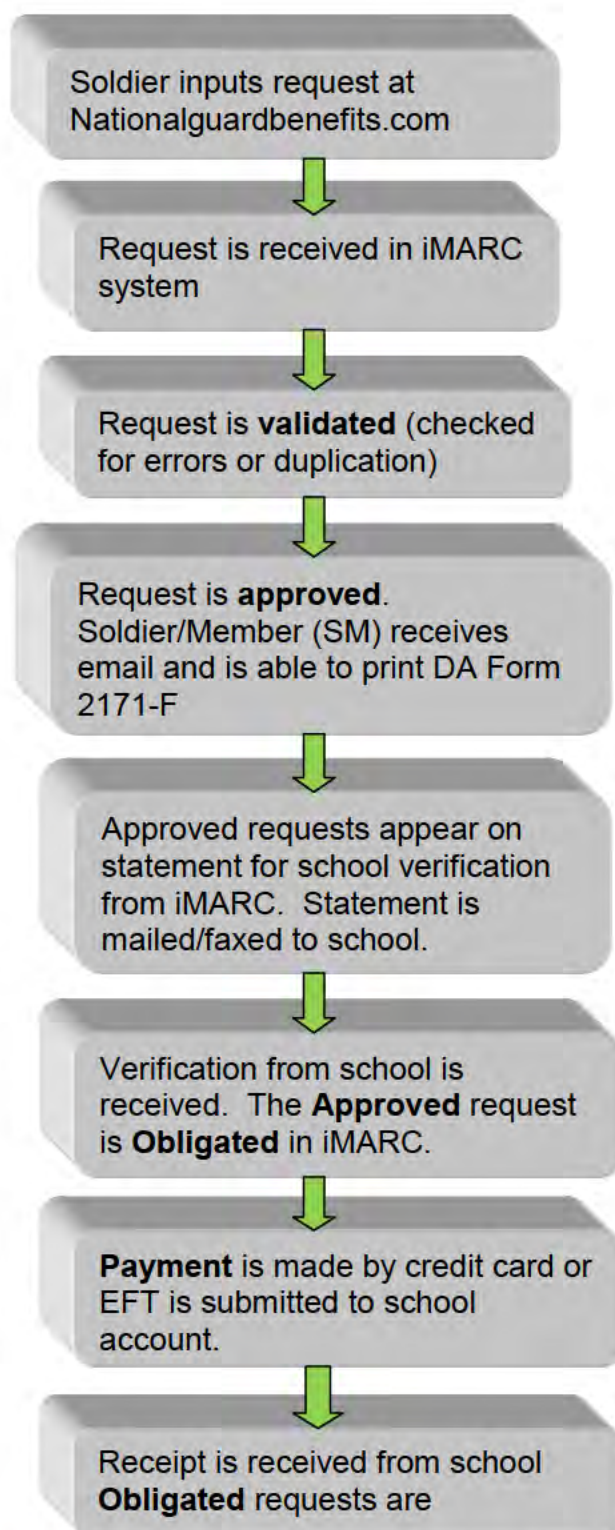 Soldier inputs request at
Nationalguardbenefits.com
Request is received in iMARC
system
Request is validated (checked
for errors or duplication)
Request is approved.
Soldier/Member (SM) receives
email and is able to print DA Form
2171-F
Approved requests appear on
statement for school verification
from iMARC.  Statement is
mailed/faxed to school.
Verification from school is
received.  The Approved request
is Obligated in iMARC.
Payment is made by credit card or
EFT is submitted to school
account.
Receipt is received from school
Obligated requests are